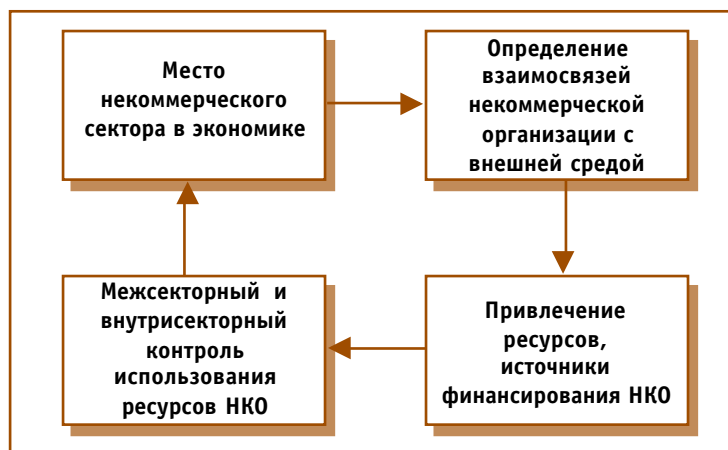 Место
некоммерческого
сектора в экономике
Определение
взаимосвязей
некоммерческой
организации с
внешней средой
Межсекторный и
внутрисекторный
контроль
использования
ресурсов НКО
Привлечение
ресурсов,
источники
финансирования НКО